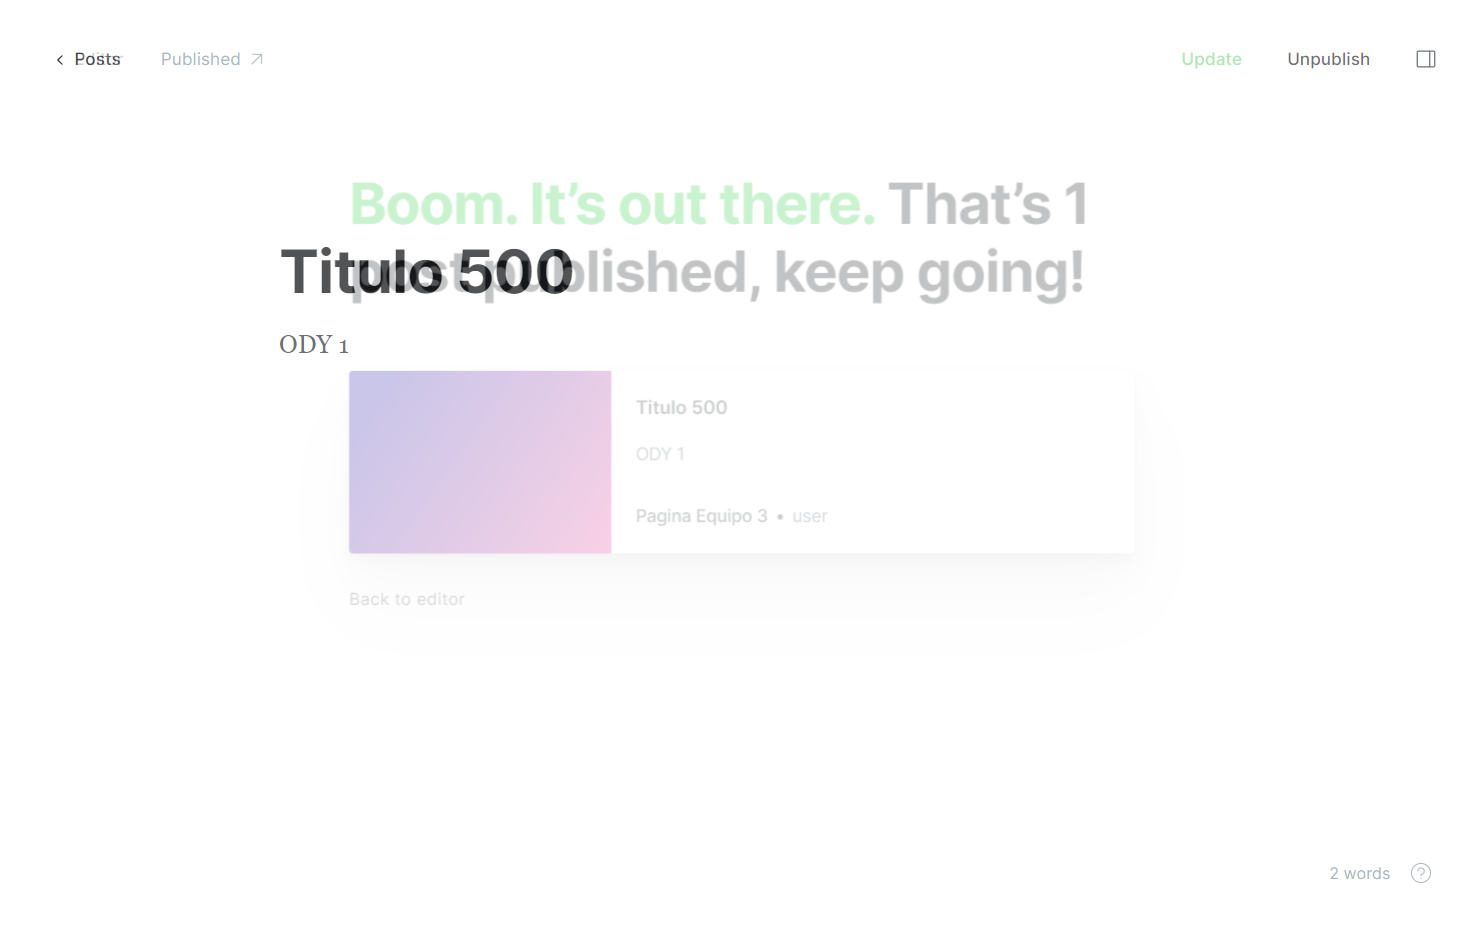 Posts
Editor
Published
Update
Unpublish
Boom. It’s out there. That’s 1
post published, keep going!
Titulo 500
ODY 1
Titulo 500
ODY 1
Pagina Equipo 3 • user
Back to editor
2 words